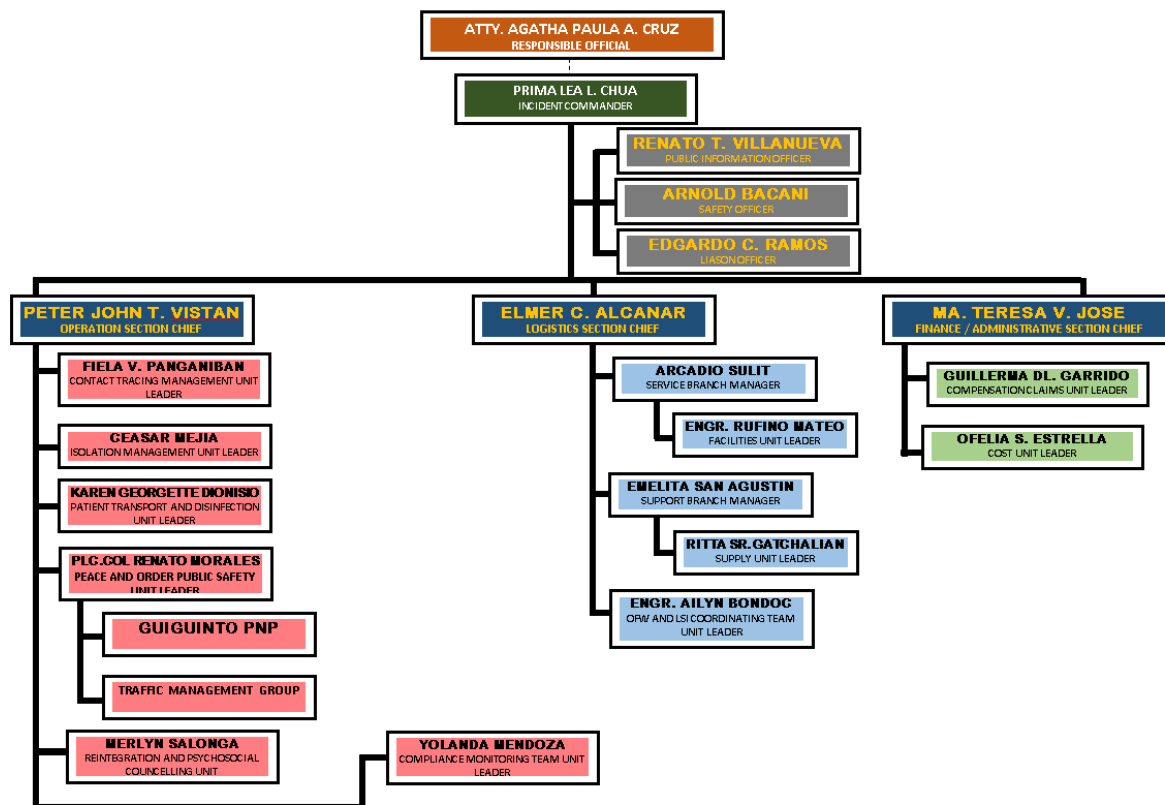 ATTY. AGATHA PAULA A. CRUZ
RESPONSIBLE OFFICIAL
PRIMA LEA L. CHUA
INCIDENT COMMANDER
RENATO T. VILLANUEVA
PUBLIC INFORMATION OFFICER
ARNOLD BACANI
SAFETY OFFICER
EDGARDO C. RAMOS
LIASON OFFICER
PETER JOHN T. VISTAN
OPERATION SECTION CHIEF
FIELA V. PANGANIBAN
CONTACT TRACING MANAGEMENT UNIT
LEADER
CEASAR MEJIA
ISOLATION MANAGEMENT UNIT LEADER
KAREN GEORGETTE DIONISIO
PATIENT TRANSPORT AND DISINFECTION
UNIT LEADER
PLC.COL RENATO MORALES
PEACE AND ORDER PUBLIC SAFETY
UNIT LEADER
GUIGUINTO PNP
TRAFFIC MANAGEMENT GROUP
MERLYN SALONGA
REINTEGRATION AND PSYCHOSOCIAL
COUNCELLING UNIT
YOLANDA MENDOZA
COMPLIANCE MONITORING TEAM UNIT
LEADER
ELMER C. ALCANAR
LOGISTICS SECTION CHIEF
ARCADIO SULIT
SERVICE BRANCH MANAGER
ENGR. RUFINO MATEO
FACILITIES UNIT LEADER
EMELITA SAN AGUSTIN
SUPPORT BRANCH MANAGER
RITTA SR.GATCHALIAN
SUPPLY UNIT LEADER
ENGR. AILYN BONDOC
OFW AND LSI COORDINATING TEAM
UNIT LEADER
MA. TERESA V. JOSE
FINANCE / ADMINISTRATIVE SECTION CHIEF
GUILLERMA DL. GARRIDO
COMPENSATION CLAIMS UNIT LEADER
OFELIA S. ESTRELLA
COST UNIT LEADER